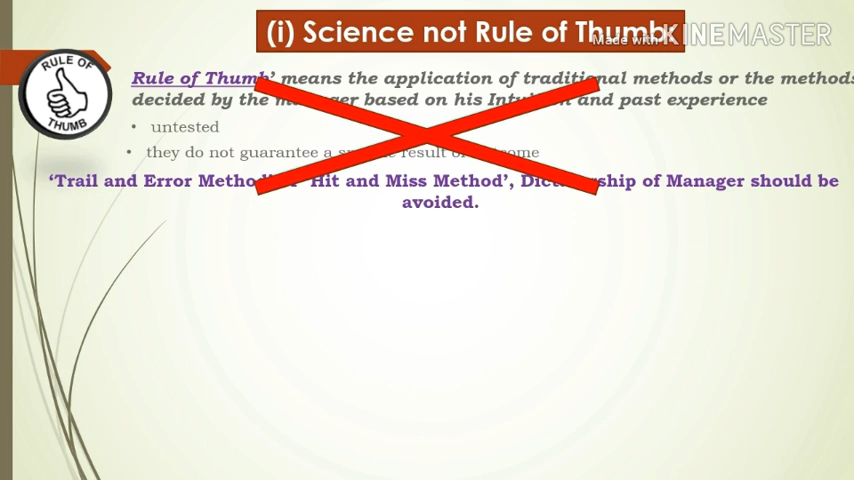 (i) Science not Rule of Thumb
Made with KINEMASTER
RULE OF
THUMB
Rule of Thumb’ means the application of traditional methods or the methods
decided by the manager based on his Intuition and past experience
• untested
• they do not guarantee a specific result or outcome
‘Trail and Error Method’ or ‘Hit and Miss Method’, Dictatorship of Manager should be
avoided.